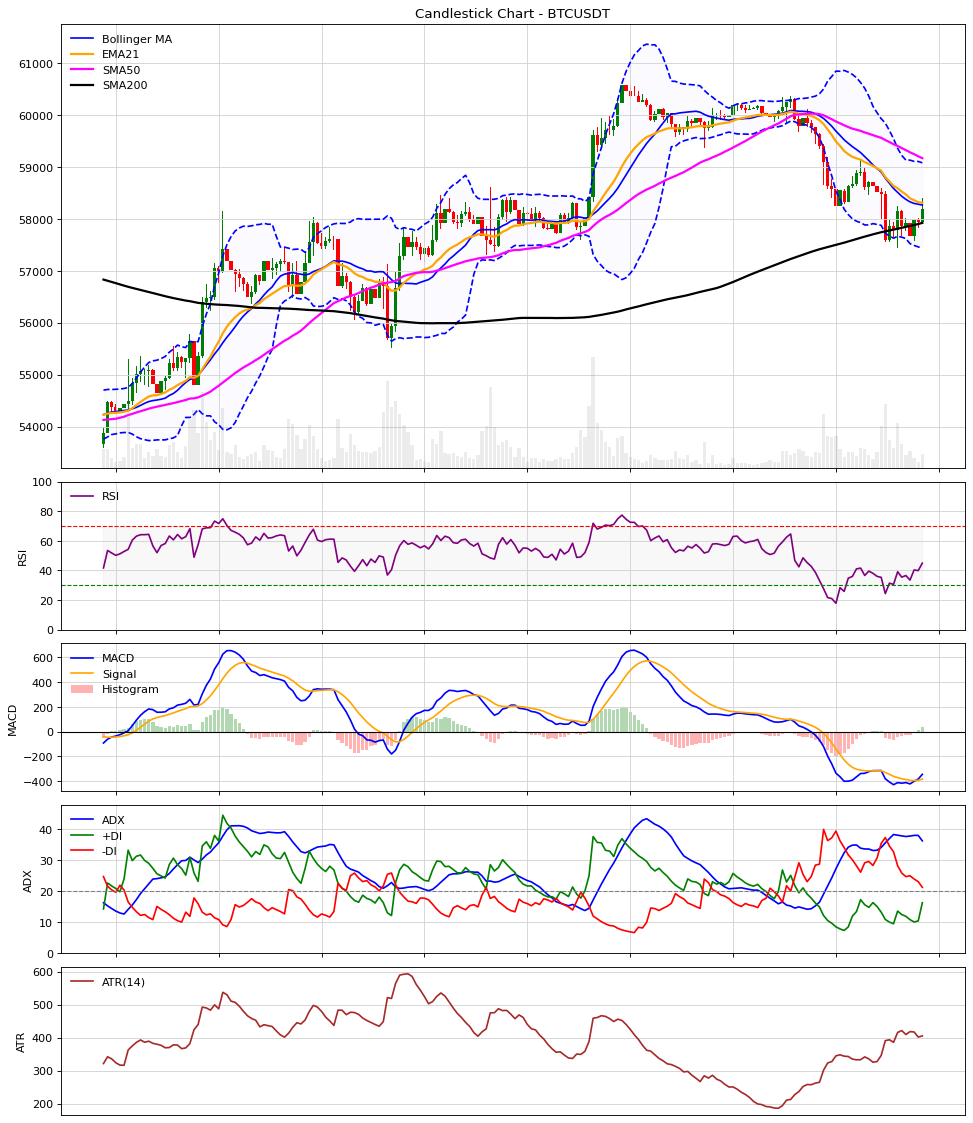 Candlestick Chart - BTCUSDT
Bollinger MA
EMA21
SMA50
SMA200
61000
60000
59000
58000
57000
56000
55000
54000
RSI
RSI
100
80
60
40
20
0
MACD
Signal
Histogram
MACD
600
400
200
0
−200
−400
ADX
+DI
-DI
ADX
40
30
20
10
0
ATR(14)
ATR
600
500
400
300
200